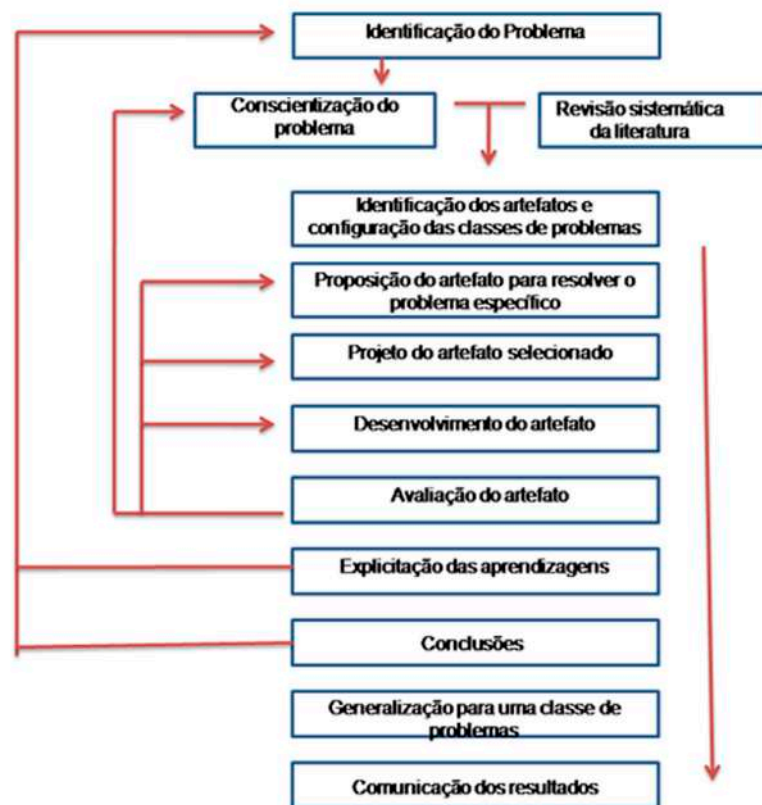 Identificação do Problema
Conscientização do
problema
Revisão sistemática
da literatura
Identificação dos artefatos e
configuração das classes de problemas
Proposição do artefato para resolver o
problema específico
Projeto do artefato selecionado
Desenvolvimento do artefato
Avaliação do artefato
Explicitação das aprendizagens
Conclusões
Generalização para uma classe de
problemas
Comunicação dos resultados